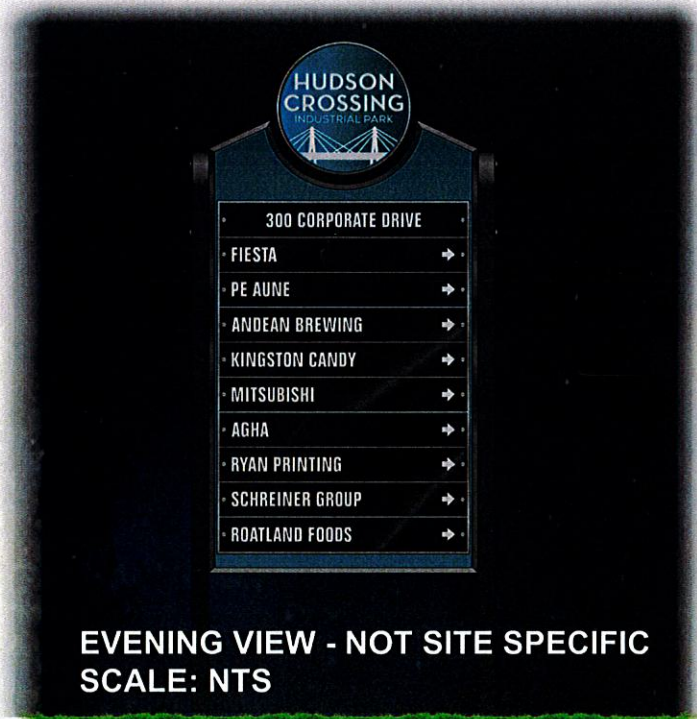 HUDSON
CROSSING
INDUSTRIAL PARK
300 CORPORATE DRIVE
FIESTA
PE AUNE
ANDEAN BREWING
KINGSTON CANDY
MITSUBISHI
AGHA
RYAN PRINTING
SCHREINER GROUP
ROATLAND FOODS
EVENING VIEW - NOT SITE SPECIFIC
SCALE: NTS